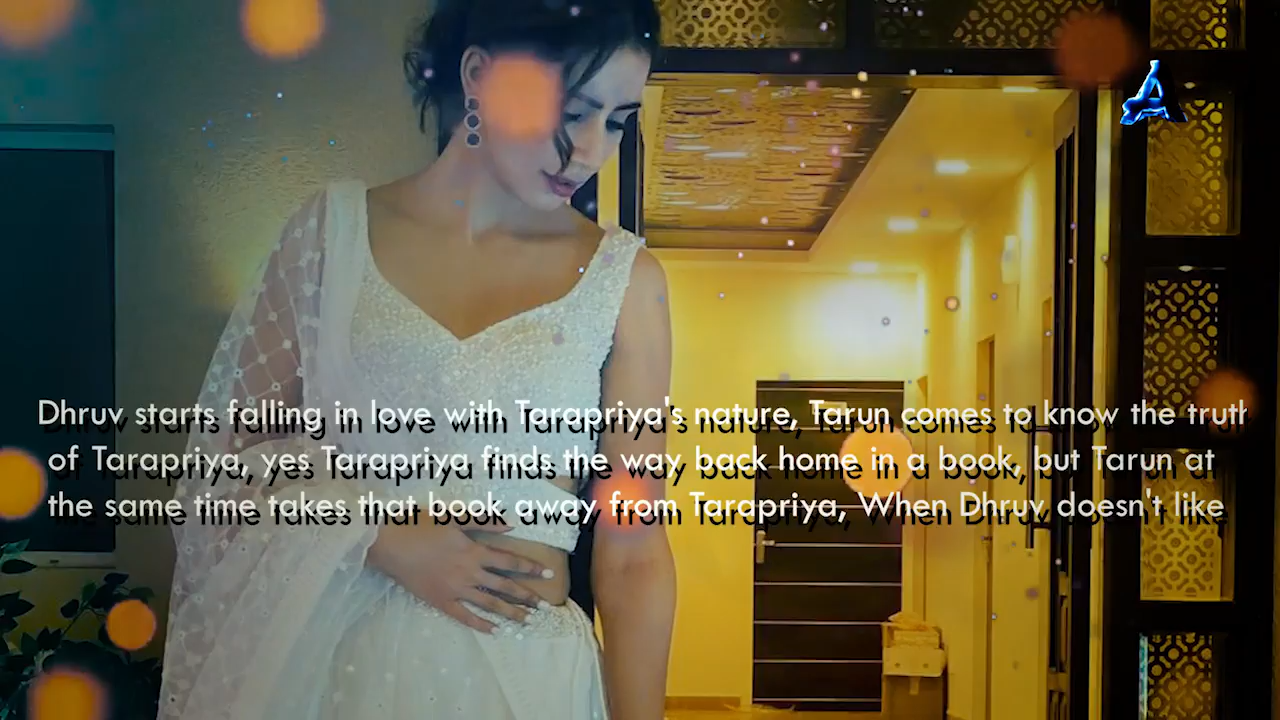 A
Dhruv starts falling in love with Tarapriya's nature, Tarun comes to know the truth
of Tarapriya, yes Tarapriya finds the way back home in a book, but Tarun at
the same time takes that book away from Tarapriya, When Dhruv doesn't like